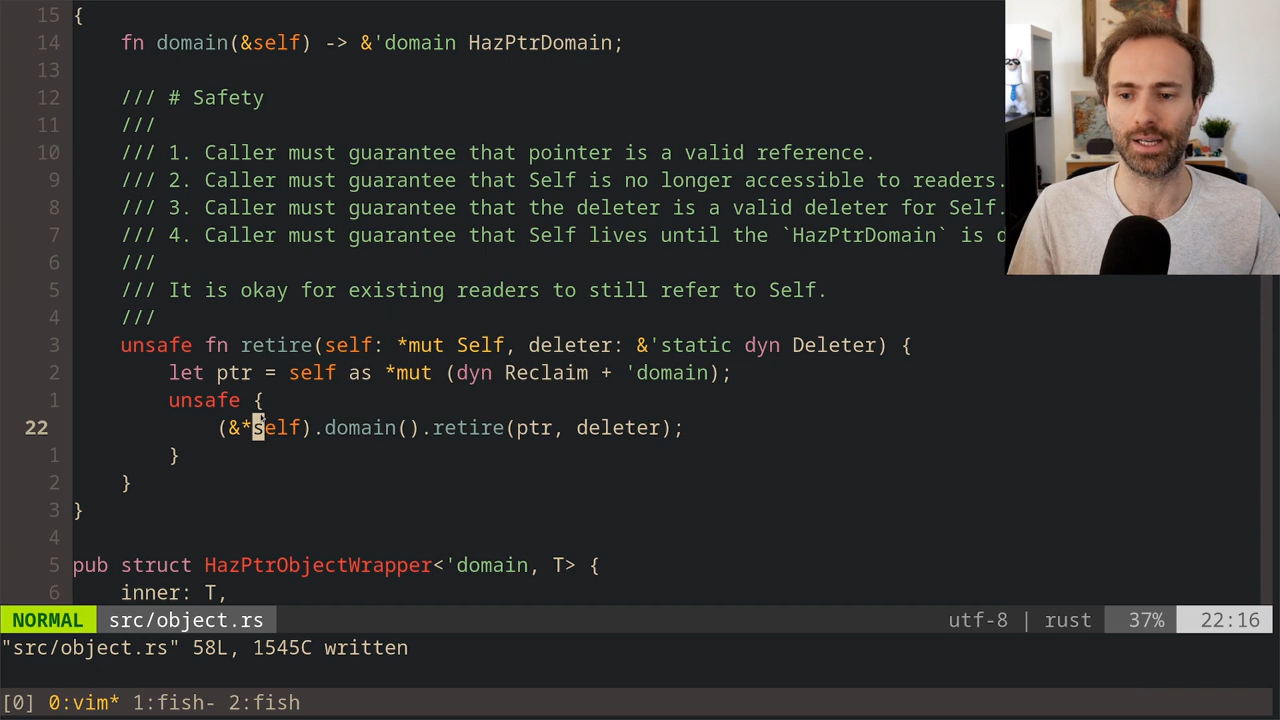 15 {
14 fn domain(&self) -> &'domain HazPtrDomain;
13
12 /// # Safety
11 ///
10 /// 1. Caller must guarantee that pointer is a valid reference.
9 /// 2. Caller must guarantee that Self is no longer accessible to readers.
8 /// 3. Caller must guarantee that the deleter is a valid deleter for Self.
7 /// 4. Caller must guarantee that Self lives until the `HazPtrDomain` is
6 ///
5 /// It is okay for existing readers to still refer to Self.
4 ///
3 unsafe fn retire(self: *mut Self, deleter: &'static dyn Deleter) {
2 let ptr = self as *mut (dyn Reclaim + 'domain);
1 unsafe {
22 (&*self).domain().retire(ptr, deleter);
1 }
2 }
3 }
4
5 pub struct HazPtrObjectWrapper<'domain, T> {
6 inner: T,
NORMAL src/object.rs utf-8 | rust 37% 22:16
"src/object.rs" 58L, 1545C written
[0] 0:vim* 1:fish- 2:fish